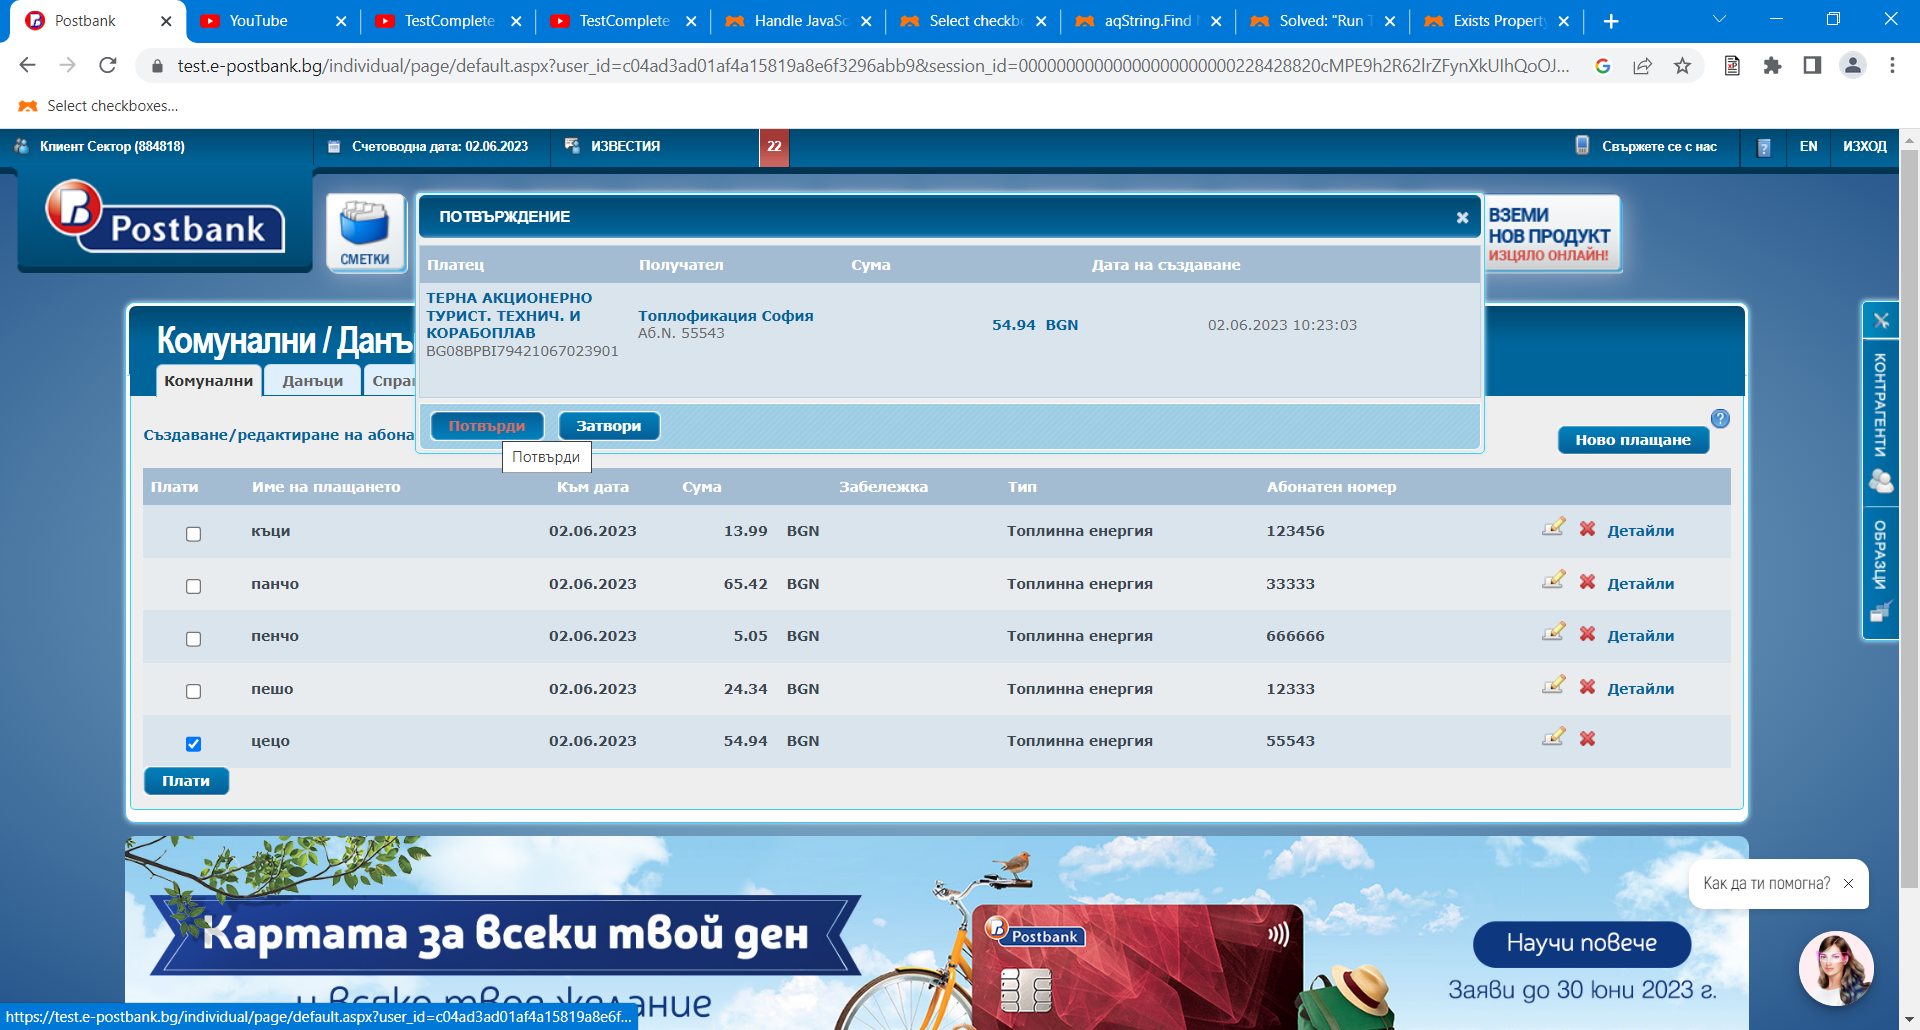 Postbank
YouTube
TestComplete
TestComplete
Handle JavaSc
Select checkbo
aqString.Find
Solved: "Run T
Exists Property
test.e-postbank.bg/individual/page/default.aspx?user_id=c04ad3ad01af4a15819a8e6f3296abb9&session_id=
Select checkboxes...
Клиент Сектор (884818)
Счетоводна дата: 02.06.2023
ИЗВЕСТИЯ
22
Свържете се с нас
EN
ИЗХОД
Postbank
СМЕТКИ
ПОТВЪРЖДЕНИЕ
ВЗЕМИ
НОВ ПРОДУКТ
ИЗЦЯЛО ОНЛАЙН!
Платец Получател Сума Дата на създаване
ТЕРНА АКЦИОНЕРНО
ТУРИСТ. ТЕХНИЧ. И
КОРАБОПЛАВ
BG08BPBI79421067023901
Топлофикация София
Аб.N. 55543
54.94 BGN
02.06.2023 10:23:03
Потвърди
Затвори
Потвърди
Комунални / Данъ
Комунални
Данъци
Спра
Създаване/редактиране на абона
Ново плащане
Плати Име на плащането Към дата Сума Забележка Тип Абонатен номер
къци 02.06.2023 13.99 BGN Топлинна енергия 123456 Детайли
панчо 02.06.2023 65.42 BGN Топлинна енергия 33333 Детайли
пенчо 02.06.2023 5.05 BGN Топлинна енергия 666666 Детайли
пешо 02.06.2023 24.34 BGN Топлинна енергия 12333 Детайли
цецо 02.06.2023 54.94 BGN Топлинна енергия 55543
Плати
КОНТРАГЕНТИ
ОБРАЗЦИ
Картата за всеки твой ден
и всяко твое желание
Postbank
Научи повече
Заяви до 30 юни 2023 г.
Как да ти помогна?
https://test.e-postbank.bg/individual/page/default.aspx?user_id=c04ad3ad01af4a15819a8e6f...